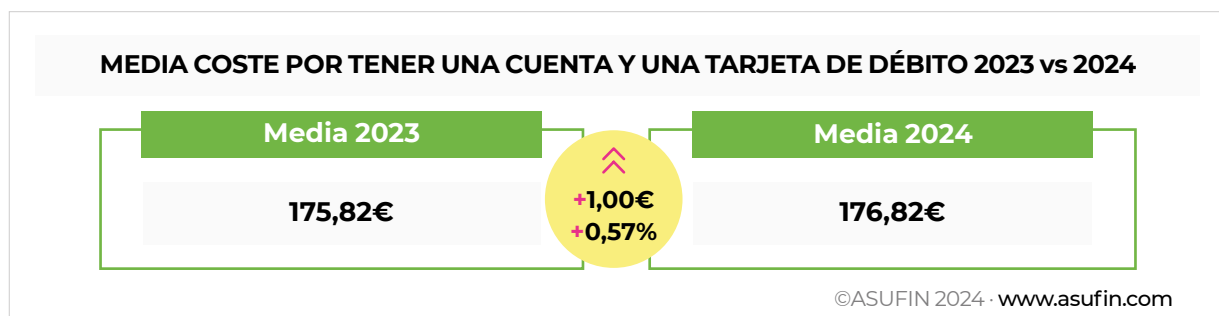 MEDIA COSTE POR TENER UNA CUENTA Y UNA TARJETA DE DÉBITO 2023 vs 2024
Media 2023
175,82€
+1,00€
+0,57%
Media 2024
176,82€
©ASUFIN 2024 · www.asufin.com